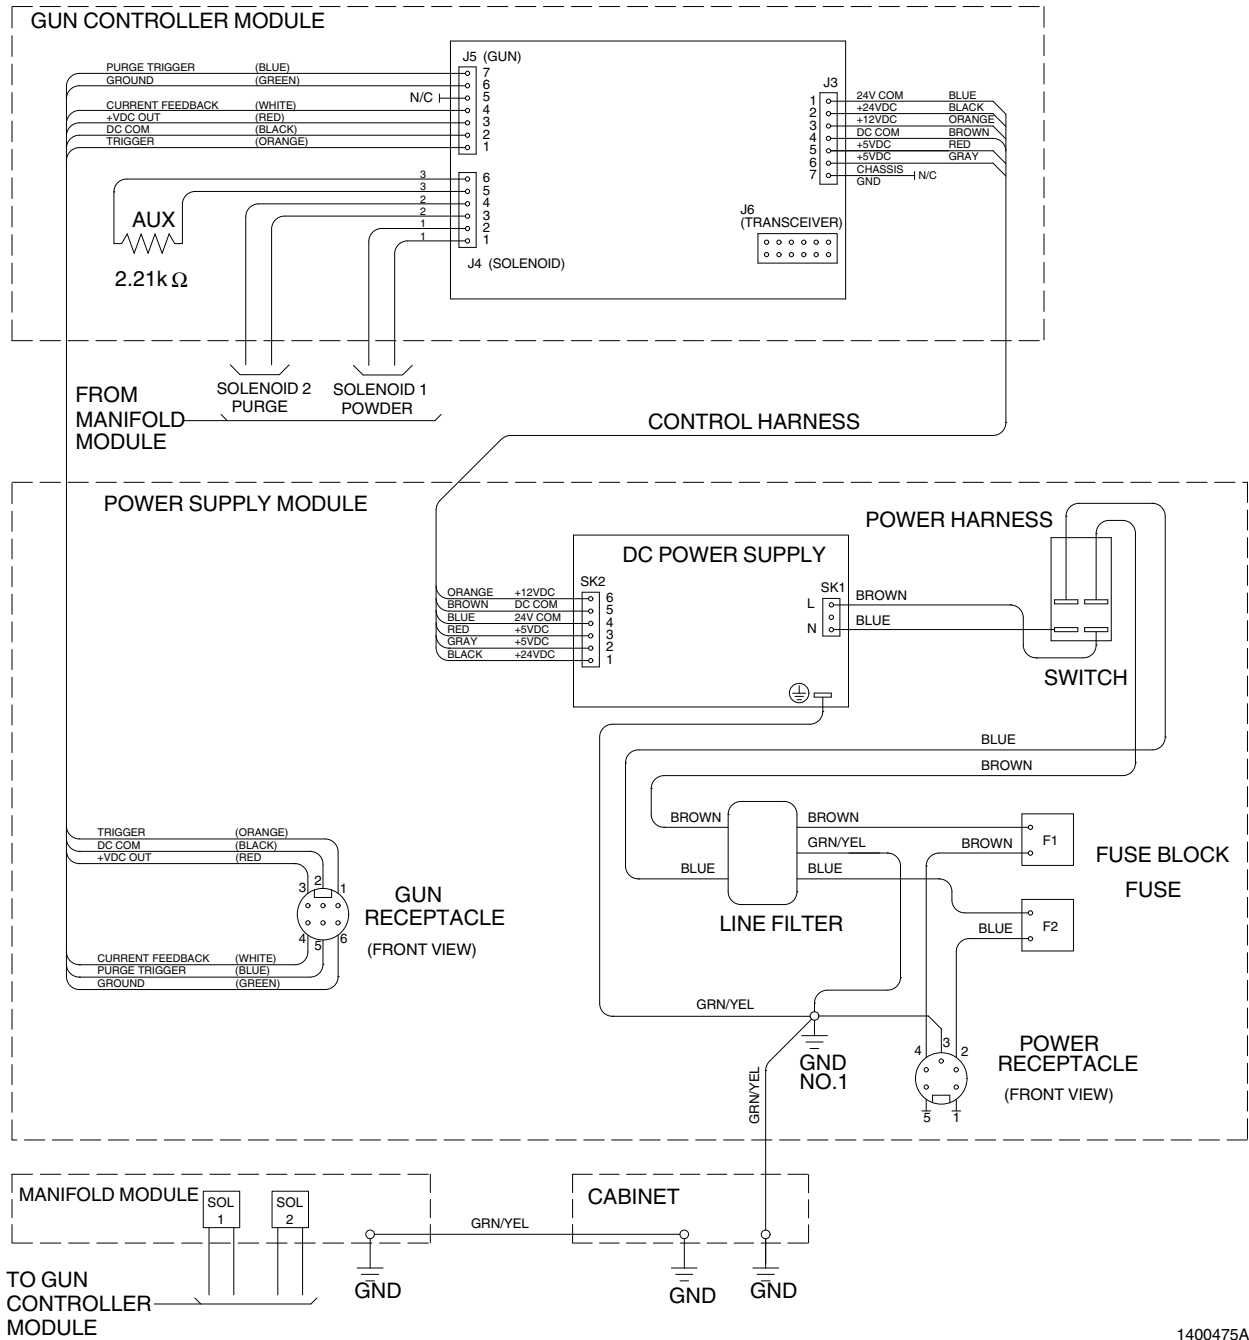 GUN CONTROLLER MODULE
J5 (GUN)
PURGE TRIGGER (BLUE) 7
GROUND (GREEN) 6
N/C 5
CURRENT FEEDBACK (WHITE) 4
+VDC OUT (RED) 3
DC COM (BLACK) 2
TRIGGER (ORANGE) 1
J3
1 24V COM BLUE
2 +24VDC BLACK
3 +12VDC ORANGE
4 DC COM BROWN
5 +5VDC RED
6 +5VDC GRAY
7 CHASSIS GND N/C
3 6
3 5
2 4
2 3
1 2
1 1
J4 (SOLENOID)
AUX
2.21k Ω
J6
(TRANSCEIVER)
SOLENOID 2
PURGE
SOLENOID 1
POWDER
FROM
MANIFOLD
MODULE
CONTROL HARNESS
POWER SUPPLY MODULE
POWER HARNESS
DC POWER SUPPLY
SK2
ORANGE +12VDC 6
BROWN DC COM 5
BLUE 24V COM 4
RED +5VDC 3
GRAY +5VDC 2
BLACK +24VDC 1
SK1
L BROWN
N BLUE
SWITCH
BLUE
BROWN
BROWN BROWN
GRN/YEL
BLUE BLUE
LINE FILTER
BROWN F1
BLUE F2
FUSE BLOCK
FUSE
TRIGGER (ORANGE)
DC COM (BLACK)
+VDC OUT (RED
3 2 1
4 5 6
GUN
RECEPTACLE
(FRONT VIEW)
CURRENT FEEDBACK (WHITE)
PURGE TRIGGER (BLUE)
GROUND (GREEN)
GRN/YEL
GND
NO.1
GRN/YEL
4 3 2
5 1
POWER
RECEPTACLE
(FRONT VIEW)
MANIFOLD MODULE
SOL
1
SOL
2
GRN/YEL
CABINET
GND
GND
GND
TO GUN
CONTROLLER
MODULE
1400475A